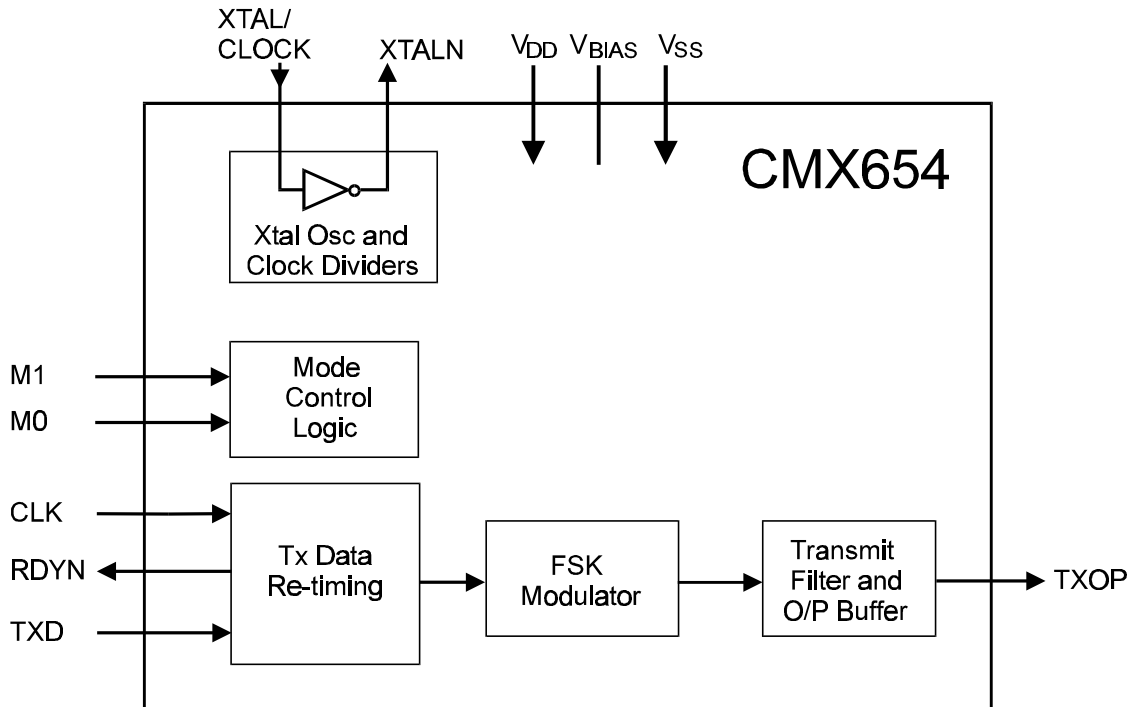 XTAL/
CLOCK
XTALN
VDD
VBIAS
VSS
CMX654
Xtal Osc and
Clock Dividers
M1
M0
Mode
Control
Logic
CLK
RDYN
TXD
Tx Data
Re-timing
FSK
Modulator
Transmit
Filter and
O/P Buffer
TXOP